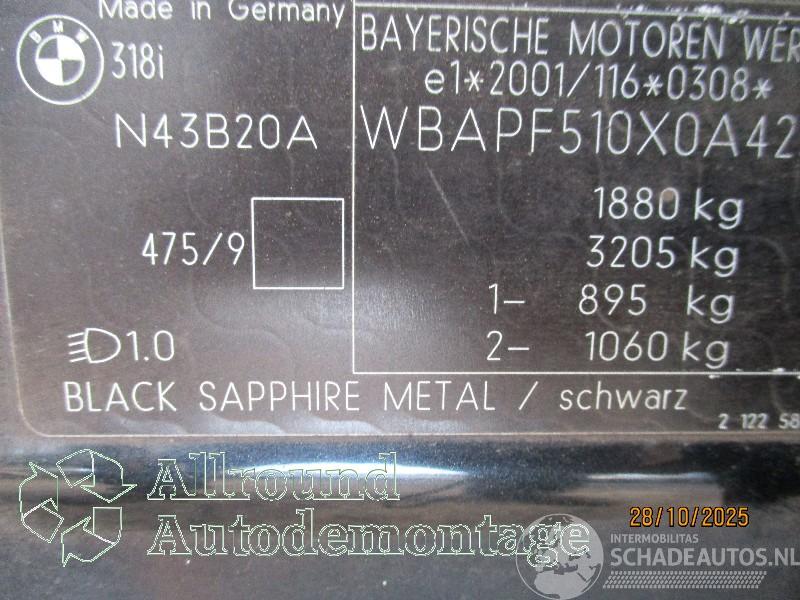 Made in Germany
BMW
318i
BAYERISCHE MOTOREN WER
e1*2001/116*0308*
N43B20A
WBAPF510X0A42
1880 kg
475/9
3205 kg
1- 895 kg
1.0
2- 1060 kg
BLACK SAPPHIRE METAL / schwarz
2 122 58
Allround
Autodemontage
28/10/2025
INTERMOBILITAS
SCHADEAUTOS.NL